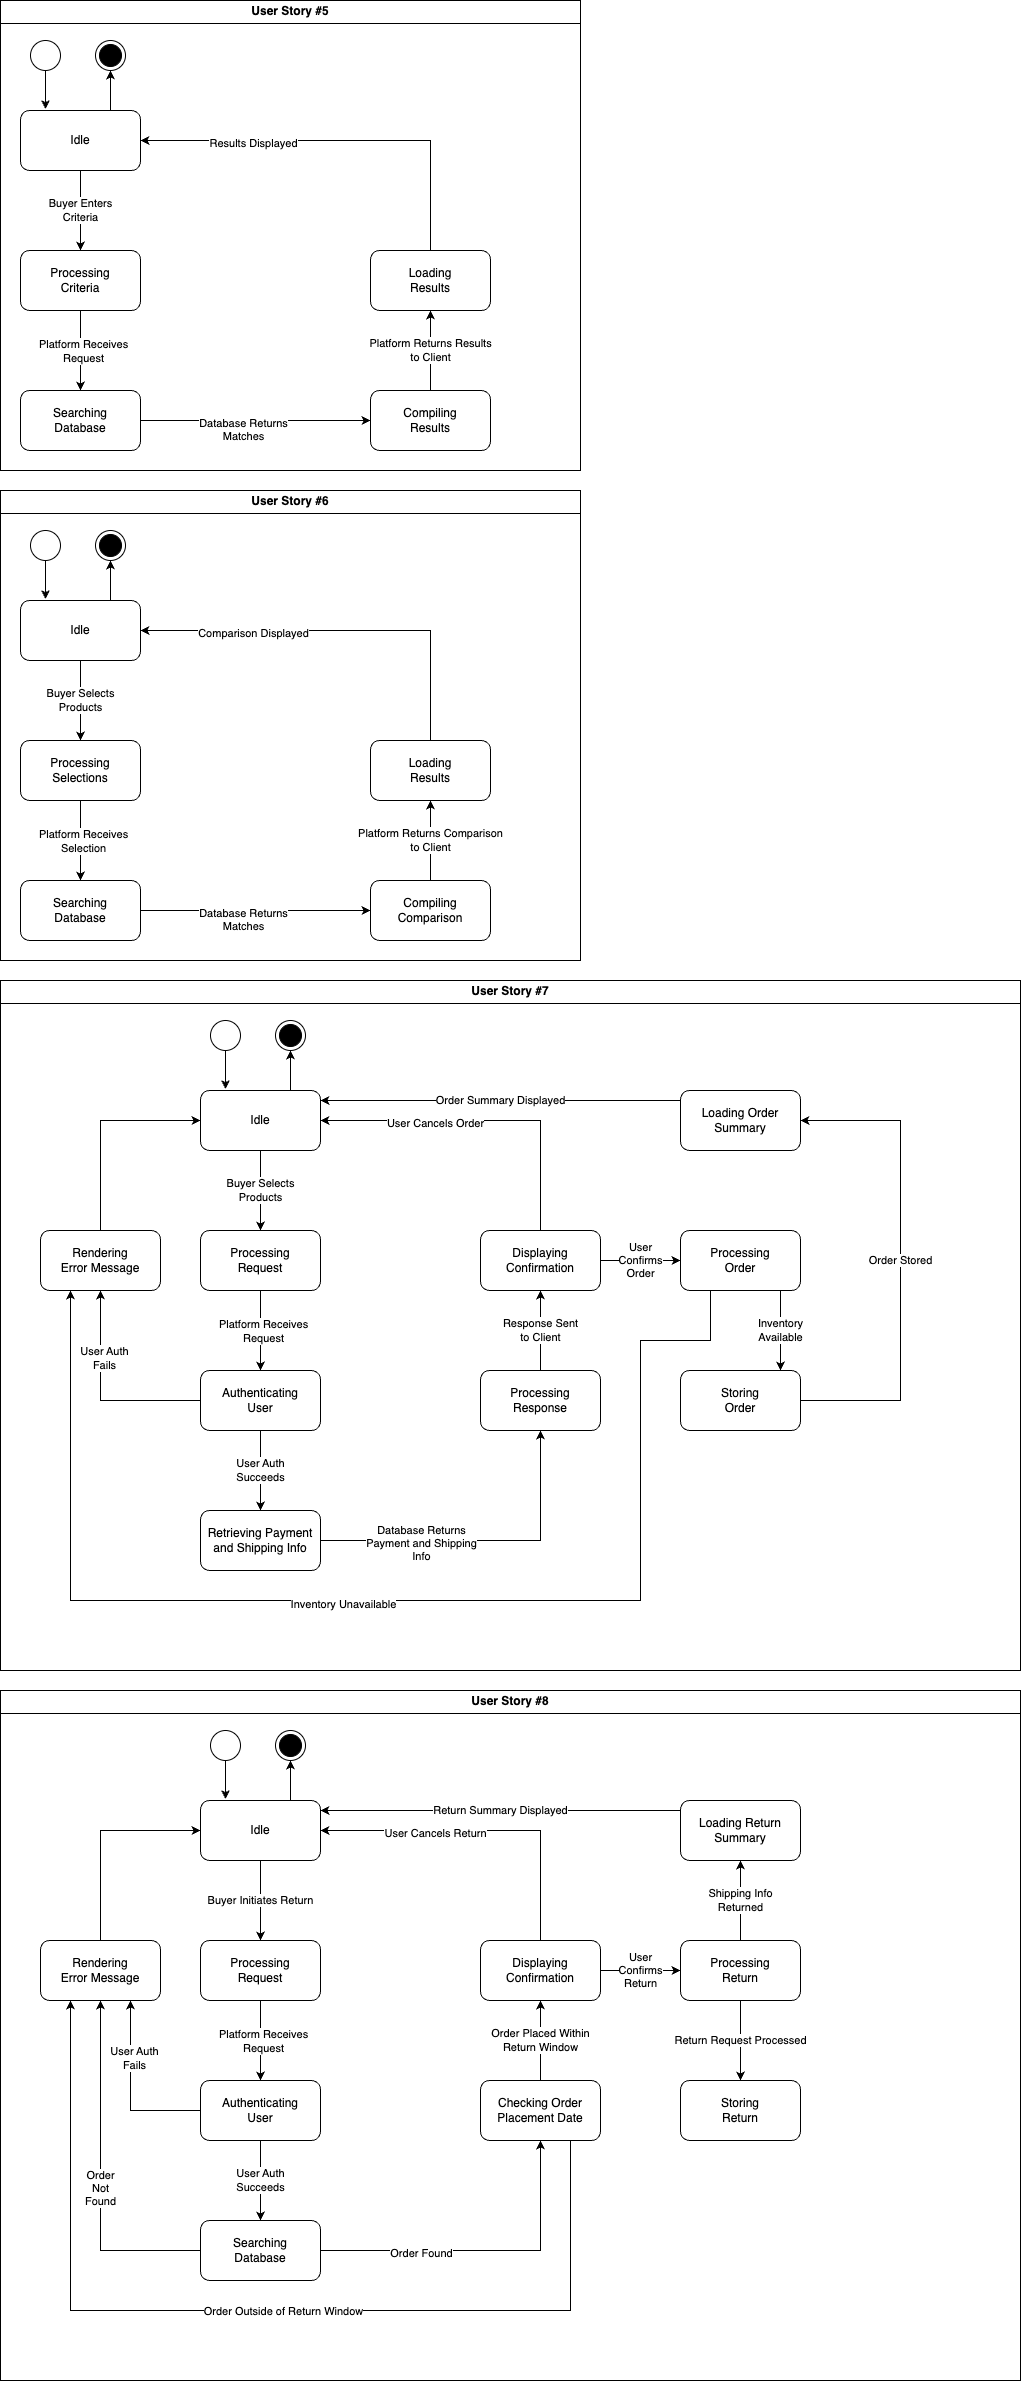 User Story #5
Idle
Results Displayed
Buyer Enters
Criteria
Processing
Criteria
Loading
Results
Platform Receives
Request
Platform Returns Results
to Client
Searching
Database
Database Returns
Matches
Compiling
Results
User Story #6
Idle
Comparison Displayed
Buyer Selects
Products
Processing
Selections
Loading
Results
Platform Receives
Selection
Platform Returns Comparison
to Client
Searching
Database
Database Returns
Matches
Compiling
Comparison
User Story #7
Idle
Order Summary Displayed
User Cancels Order
Loading Order
Summary
Buyer Selects
Products
Rendering
Error Message
Processing
Request
Displaying
Confirmation
User
Confirms
Order
Processing
Order
Order Stored
User Auth
Fails
Platform Receives
Request
Response Sent
to Client
Inventory
Available
Authenticating
User
Processing
Response
Storing
Order
User Auth
Succeeds
Retrieving Payment
and Shipping Info
Database Returns
Payment and Shipping
Info
Inventory Unavailable
User Story #8
Idle
Return Summary Displayed
User Cancels Return
Loading Return
Summary
Buyer Initiates Return
Shipping Info
Returned
Rendering
Error Message
Processing
Request
Displaying
Confirmation
User
Confirms
Return
Processing
Return
User Auth
Fails
Platform Receives
Request
Order Placed Within
Return Window
Return Request Processed
Authenticating
User
Checking Order
Placement Date
Storing
Return
Order
Not
Found
User Auth
Succeeds
Searching
Database
Order Found
Order Outside of Return Window